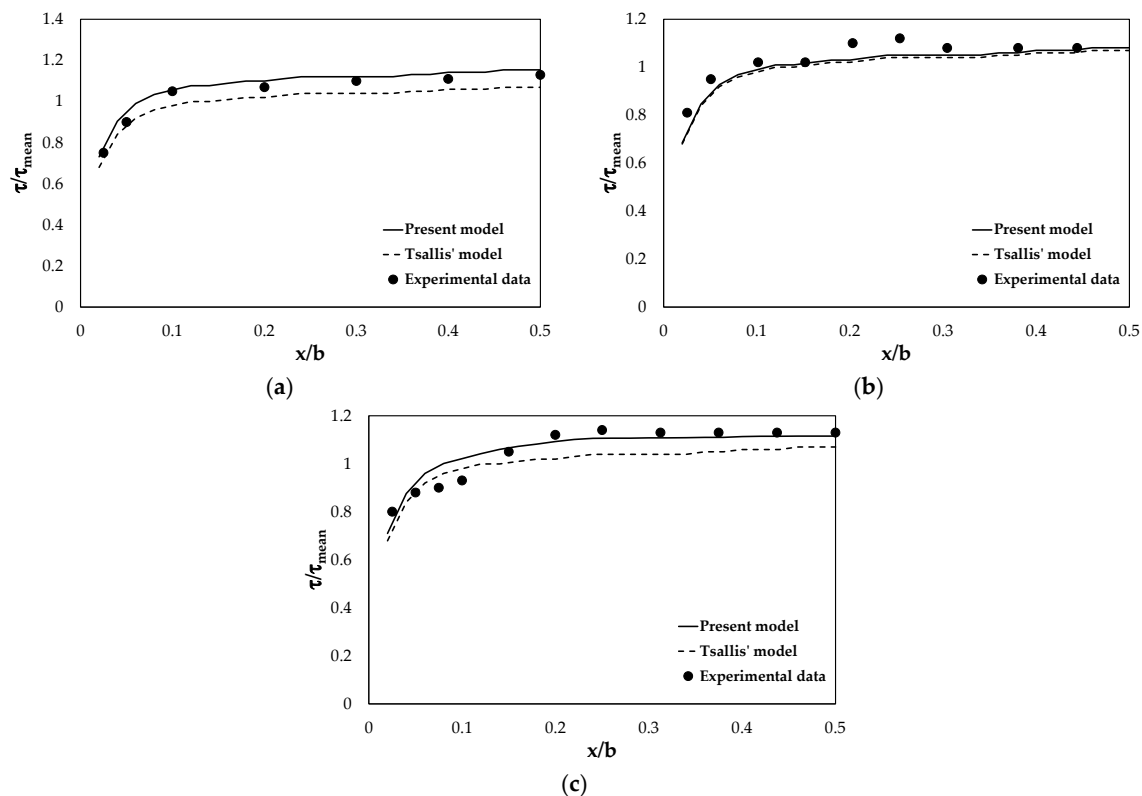 1.4
1.2
1
0.8
0.6
0.4
0.2
0
τ/τmean
0 0.1 0.2 0.3 0.4 0.5
x/b
Present model
Tsallis' model
Experimental data
(a)
1.2
1
0.8
0.6
0.4
0.2
0
τ/τmean
0 0.1 0.2 0.3 0.4 0.5
x/b
Present model
Tsallis' model
Experimental data
(b)
1.2
1
0.8
0.6
0.4
0.2
0
τ/τmean
0 0.1 0.2 0.3 0.4 0.5
x/b
Present model
Tsallis' model
Experimental data
(c)